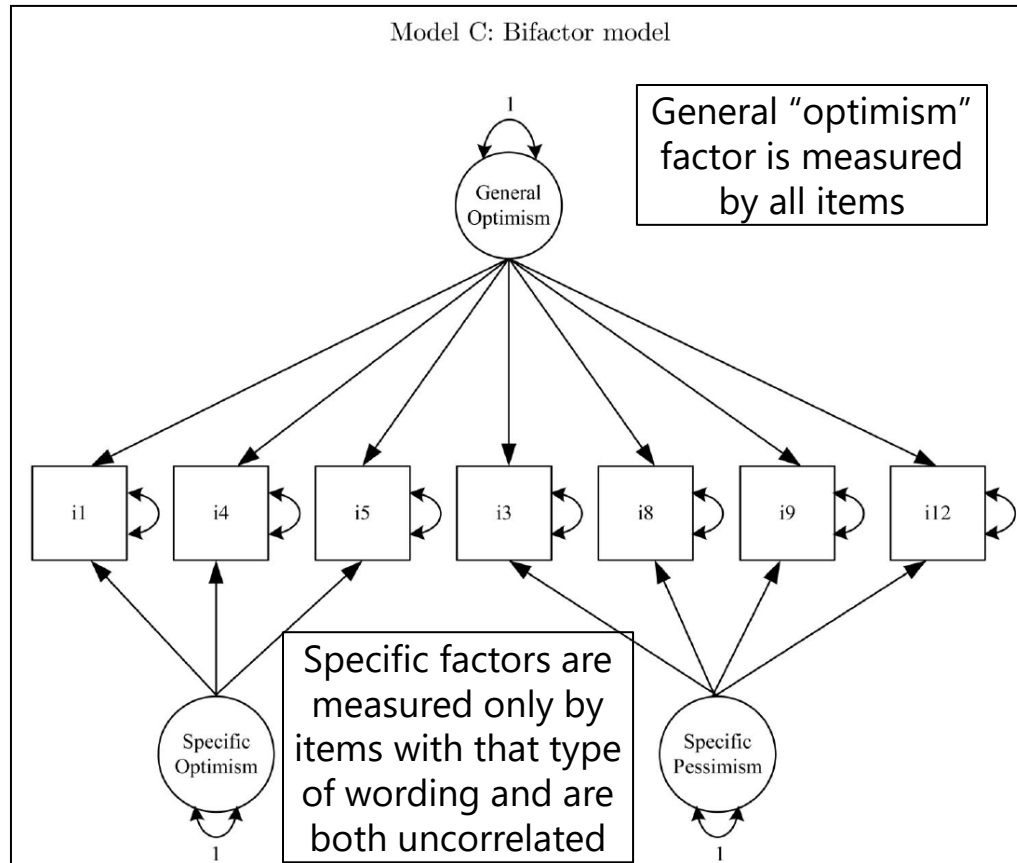 Model C: Bifactor model
1
General “optimism”
factor is measured
by all items
General
Optimism
i1
i4
i5
i3
i8
i9
i12
Specific factors are
measured only by
items with that type
of wording and are
both uncorrelated
Specific
Optimism
1
Specific
Pessimism
1